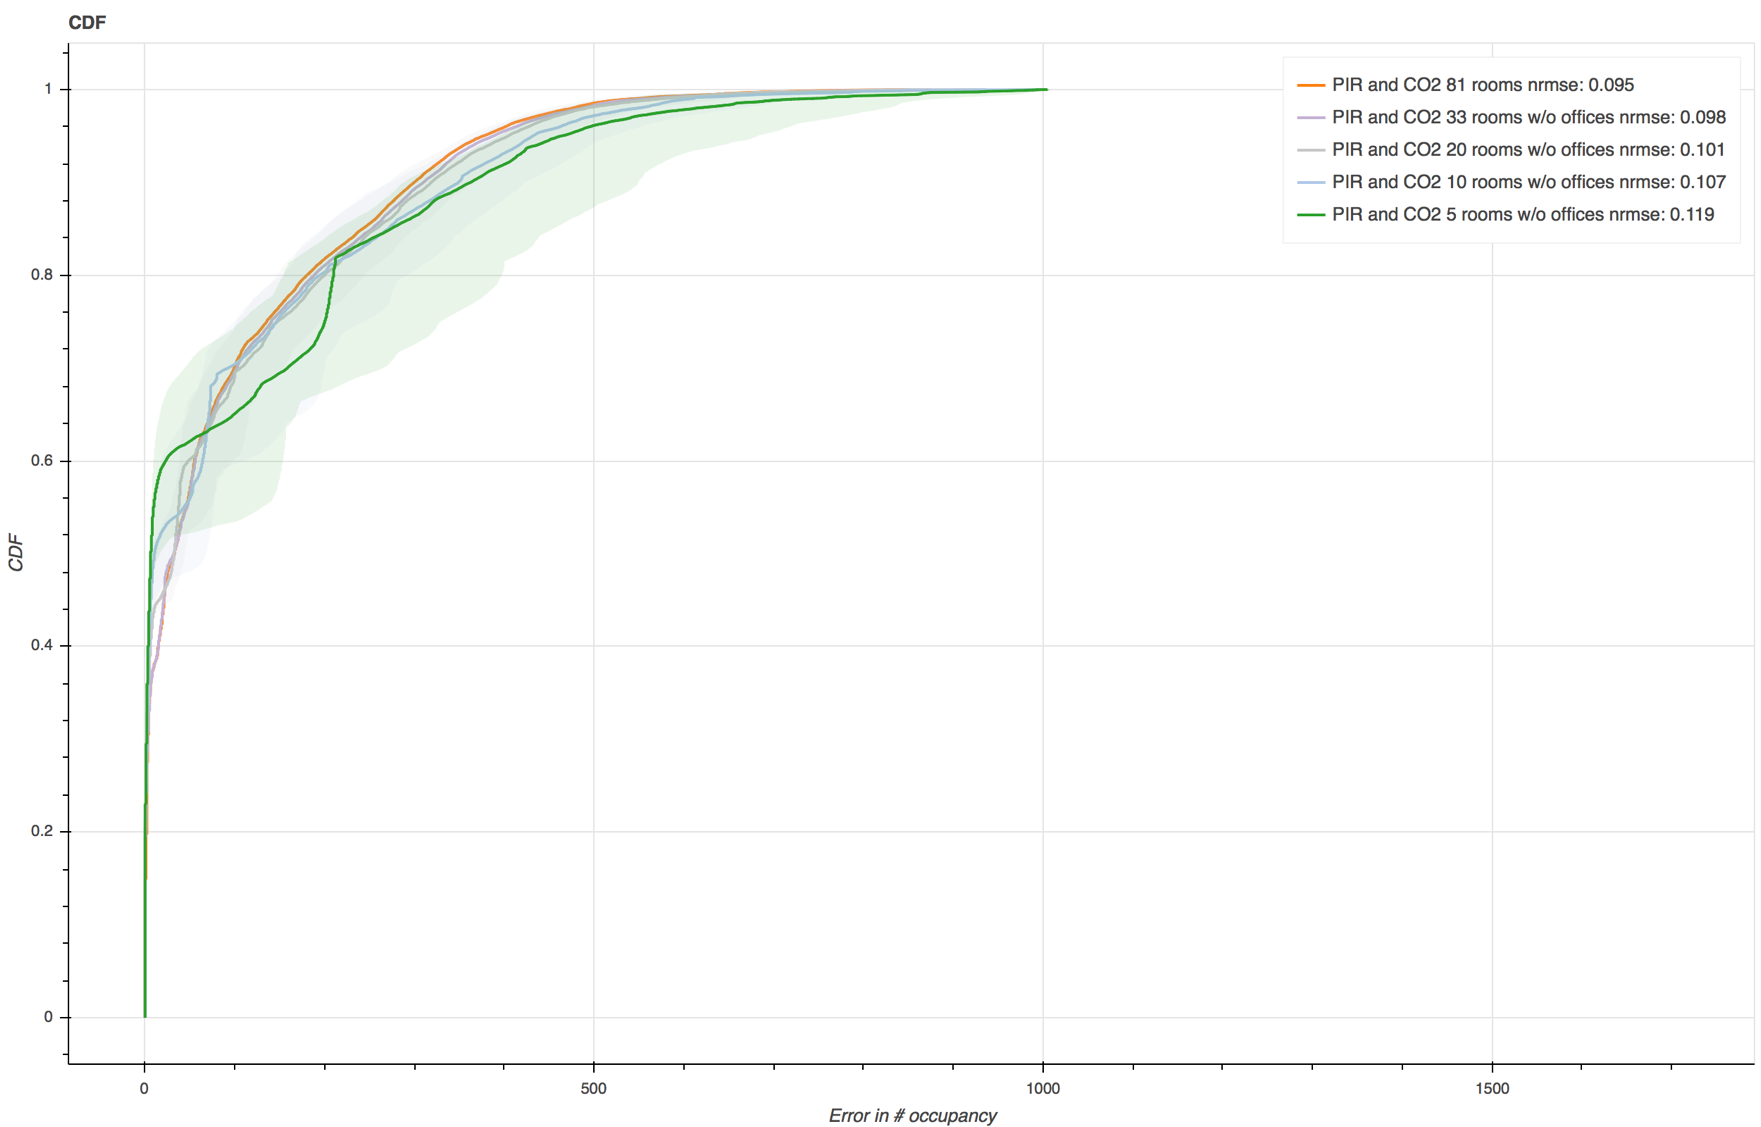 CDF
PIR and CO2 81 rooms nrmse: 0.095
PIR and CO2 33 rooms w/o offices nrmse: 0.098
PIR and CO2 20 rooms w/o offices nrmse: 0.101
PIR and CO2 10 rooms w/o offices nrmse: 0.107
PIR and CO2 5 rooms w/o offices nrmse: 0.119
1
0.8
0.6
0.4
0.2
0
CDF
0 500 1000 1500
Error in # occupancy